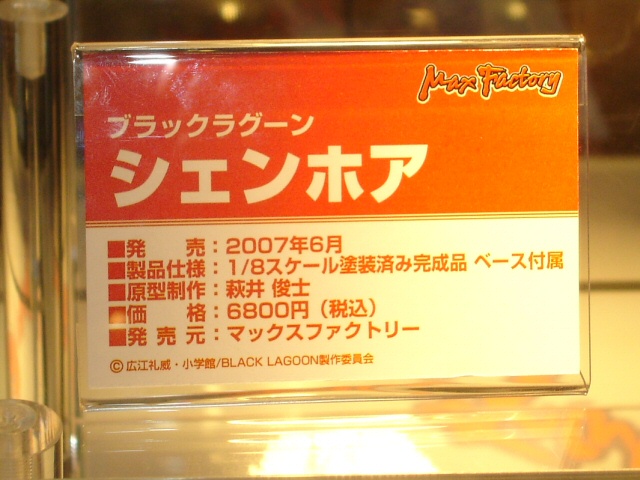 Max Factory
ブラックラグーン
シェンホア
■発　売：2007年6月
■製品仕様：1/8スケール塗装済み完成品 ベース付属
■原型制作：萩井 俊士
■価　格：6800円（税込）
■発 売 元：マックスファクトリー
©広江礼威・小学館/BLACK LAGOON製作委員会